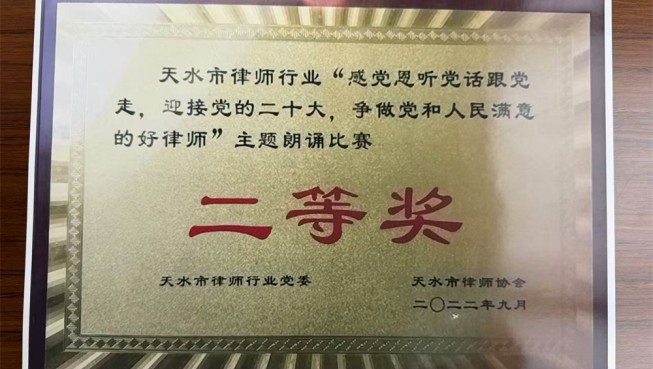 天水市律师行业“感党恩听党话跟党
走，迎接党的二十大，争做党和人民满意
的好律师”主题朗诵比赛
二等奖
天水市律师行业党委 天水市律师协会
二〇二二年九月